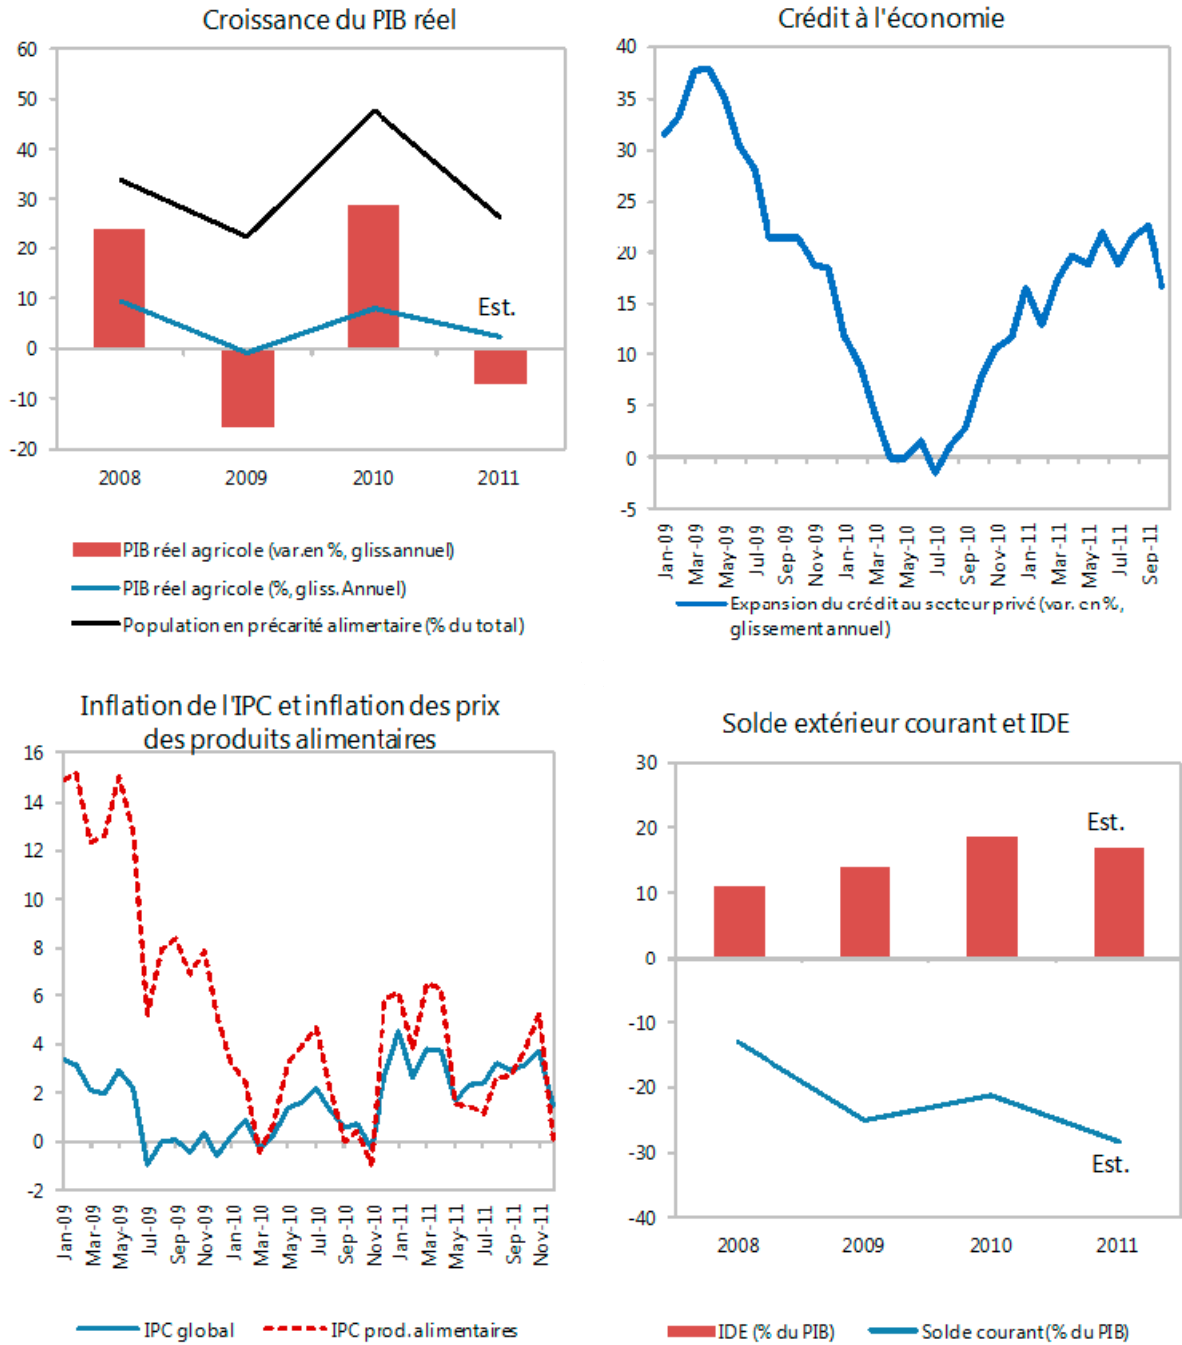 Croissance du PIB réel
60
50
40
30
20
10
0
-10
-20
Est.
2008 2009 2010 2011
PIB réel agricole (var.en %, gliss.annuel)
PIB réel agricole (%, gliss. Annuel)
Population en précarité alimentaire (% du total)
Crédit à l'économie
40
35
30
25
20
15
10
5
0
-5
Jan-09 Mar-09 May-09 Jul-09 Sep-09 Nov-09 Jan-10 Mar-10 May-10 Jul-10 Sep-10 Nov-10 Jan-11 Mar-11 May-11 Jul-11 Sep-11
Expansion du crédit au secteur privé (var. en %,
glissement annuel)
Inflation de l'IPC et inflation des prix
des produits alimentaires
16
14
12
10
8
6
4
2
0
-2
Jan-09 Mar-09 May-09 Jul-09 Sep-09 Nov-09 Jan-10 Mar-10 May-10 Jul-10 Sep-10 Nov-10 Jan-11 Mar-11 May-11 Jul-11 Sep-11 Nov-11
IPC global IPC prod. alimentaires
Solde extérieur courant et IDE
30
20
10
0
-10
-20
-30
-40
Est.
Est.
2008 2009 2010 2011
IDE (% du PIB) Solde courant (% du PIB)